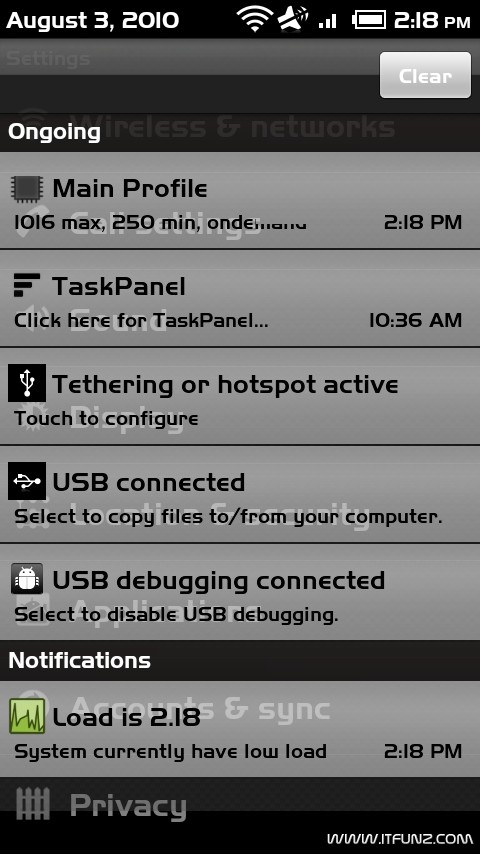 August 3, 2010 2:18 PM
Settings
Clear
Wireless & networks
Ongoing
Main Profile
1016 max, 250 min, ondemand 2:18 PM
Call settings
TaskPanel
Click here for TaskPanel... 10:36 AM
Sound
Tethering or hotspot active
Touch to configure
Display
USB connected
Select to copy files to/from your computer.
Location & security
USB debugging connected
Select to disable USB debugging.
Applications
Notifications
Accounts & sync
Load is 2.18
System currently have low load 2:18 PM
Privacy
WWW.ITFUNZ.COM